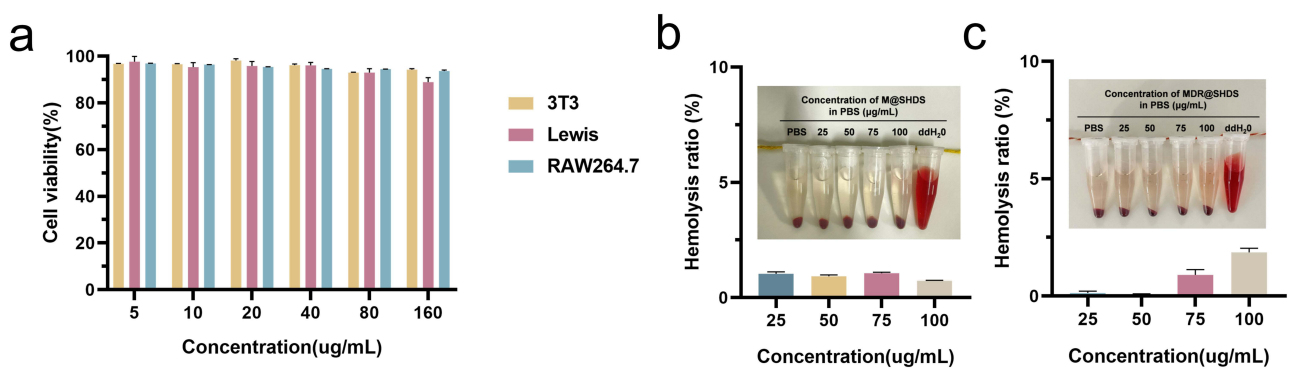 a
Cell viability(%)
100
80
60
40
20
0
5 10 20 40 80 160
Concentration(ug/mL)
3T3
Lewis
RAW264.7
b
Hemolysis ratio (%)
10
5
0
Concentration of M@SHDS
in PBS (μg/mL)
PBS 25 50 75 100 ddH₂0
25 50 75 100
Concentration(ug/mL)
c
Hemolysis ratio (%)
10
5
0
Concentration of MDR@SHDS
in PBS (μg/mL)
PBS 25 50 75 100 ddH₂0
25 50 75 100
Concentration(ug/mL)